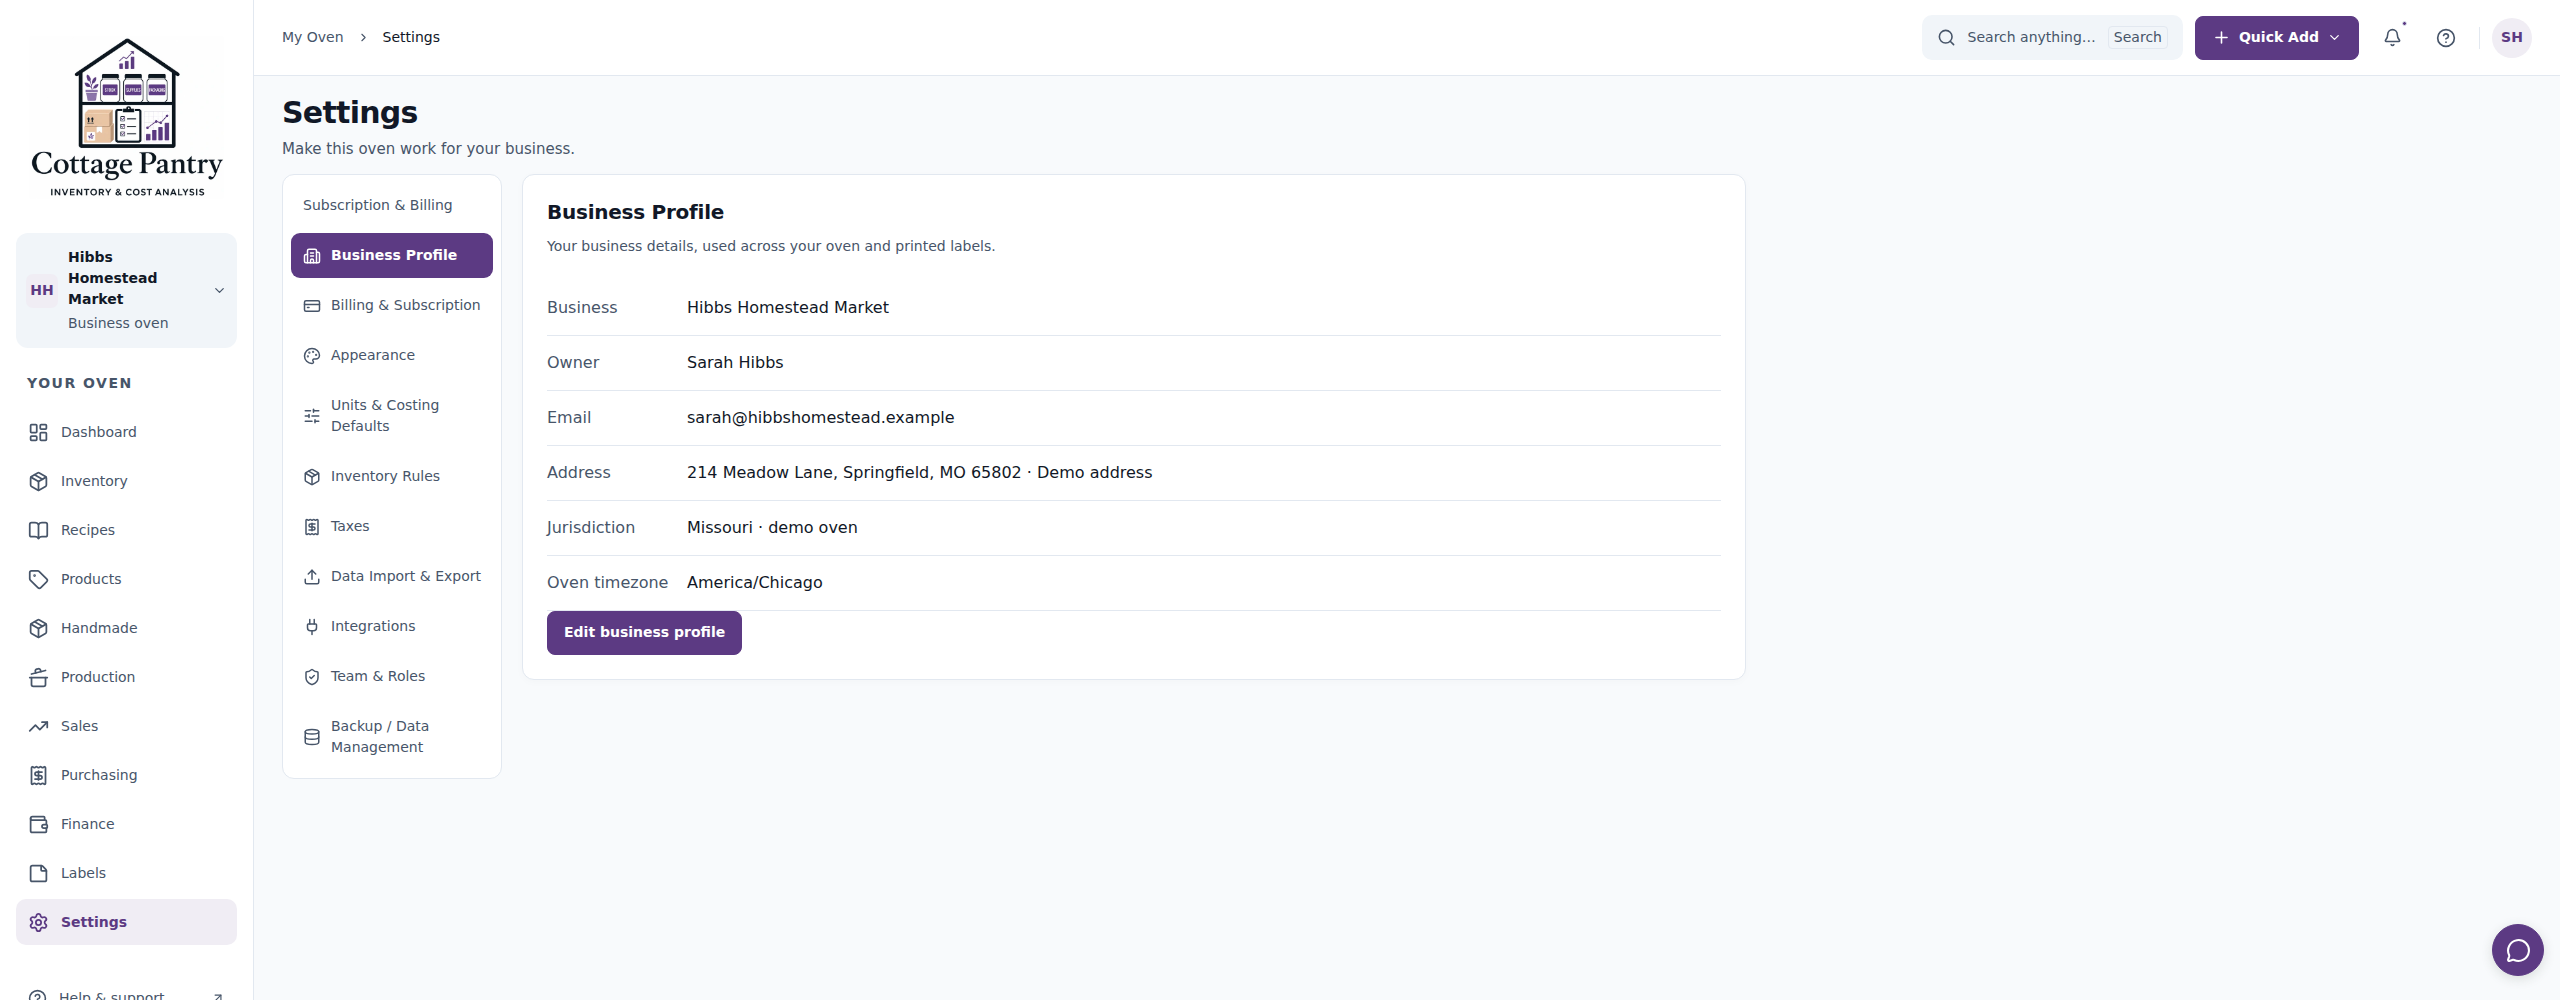 My Oven
Settings
Search anything...
Search
Quick Add
SH
Cottage Pantry
INVENTORY & COST ANALYSIS
HH
Hibbs
Homestead
Market
Business oven
YOUR OVEN
Dashboard
Inventory
Recipes
Products
Handmade
Production
Sales
Purchasing
Finance
Labels
Settings
Help & support
Settings
Make this oven work for your business.
Subscription & Billing
Business Profile
Billing & Subscription
Appearance
Units & Costing
Defaults
Inventory Rules
Taxes
Data Import & Export
Integrations
Team & Roles
Backup / Data
Management
Business Profile
Your business details, used across your oven and printed labels.
Business Hibbs Homestead Market
Owner Sarah Hibbs
Email sarah@hibbshomestead.example
Address 214 Meadow Lane, Springfield, MO 65802 · Demo address
Jurisdiction Missouri · demo oven
Oven timezone America/Chicago
Edit business profile